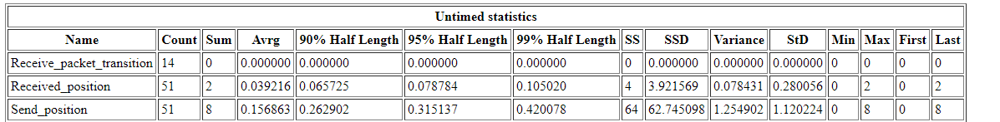 Untimed statistics
Name Count Sum Avrg 90% Half Length 95% Half Length 99% Half Length SS SSD Variance StD Min Max First Last
Receive_packet_transition 14 0 0.000000 0.000000 0.000000 0.000000 0 0.000000 0.000000 0.000000 0 0 0 0
Received_position 51 2 0.039216 0.065725 0.078784 0.105020 4 3.921569 0.078431 0.280056 0 2 0 2
Send_position 51 8 0.156863 0.262902 0.315137 0.420078 64 62.745098 1.254902 1.120224 0 8 0 8